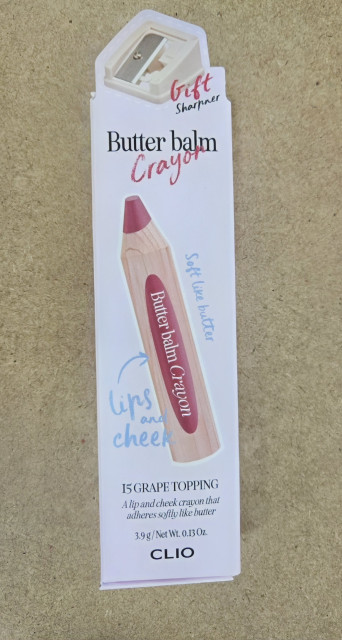 Gift
Sharpner
Butter balm
Crayon
Soft like butter
Butter balm Crayon
lips
and
cheek
15 GRAPE TOPPING
A lip and cheek crayon that
adheres softly like butter
3.9 g / Net Wt. 0.13 Oz.
CLIO